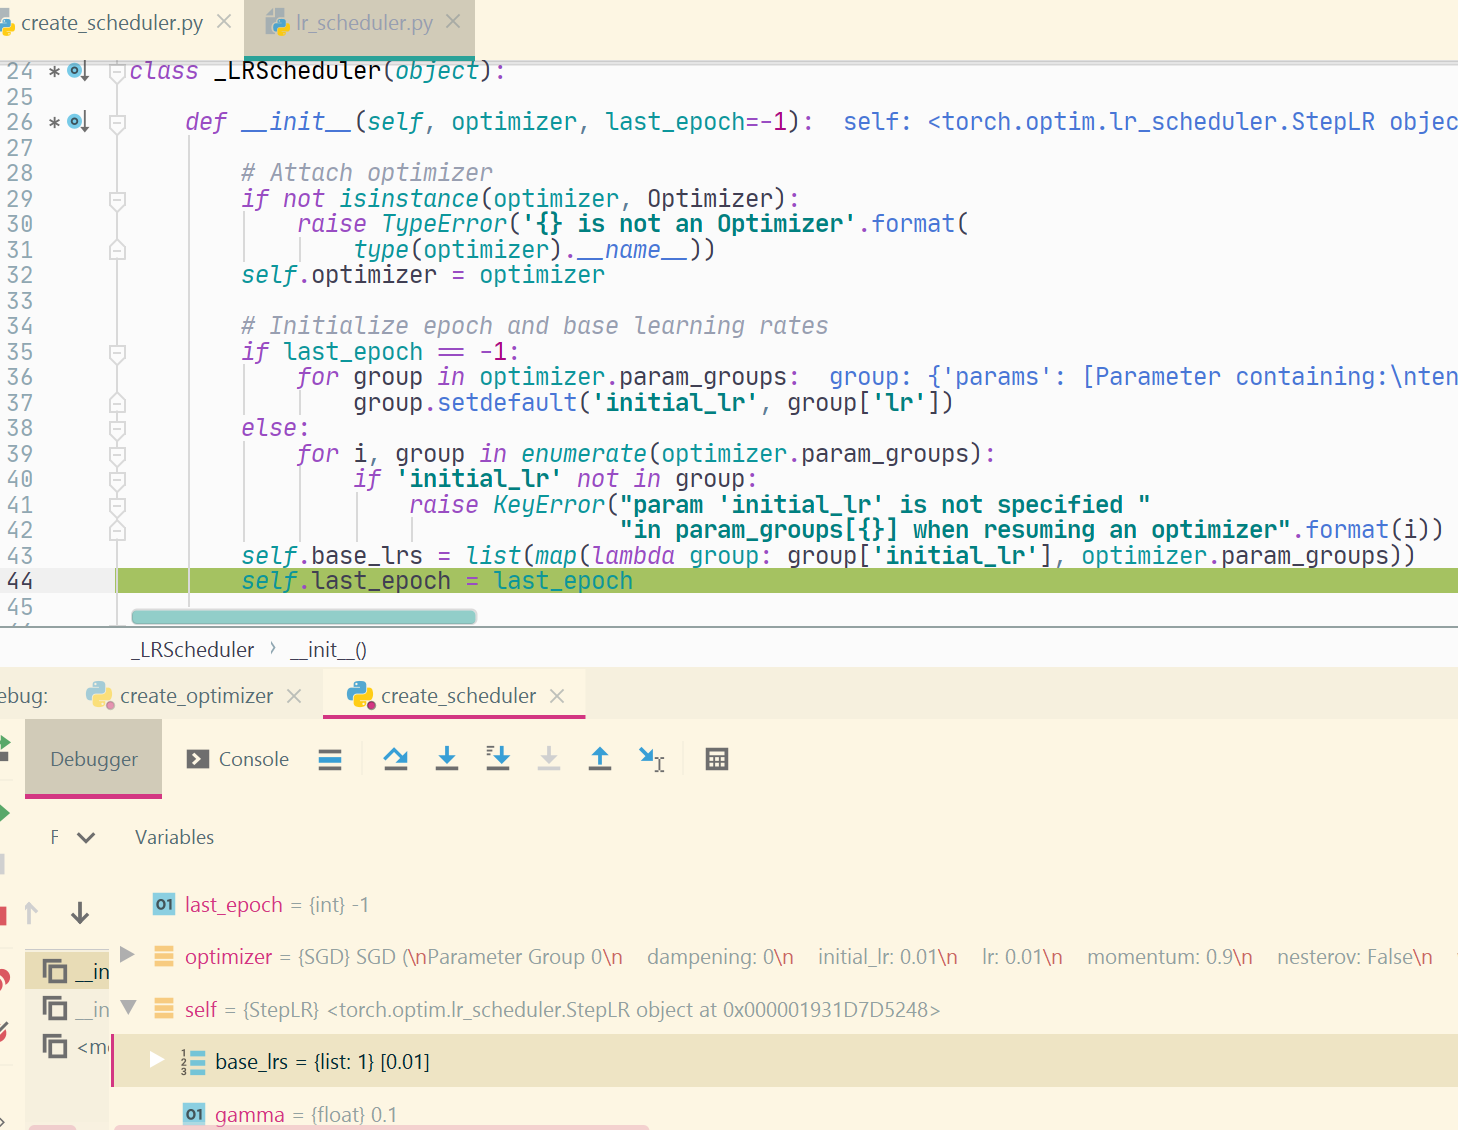 create_scheduler.py lr_scheduler.py
24 class _LRScheduler(object):
25
26 def __init__(self, optimizer, last_epoch=-1): self: <torch.optim.lr_scheduler.StepLR objec
27
28 # Attach optimizer
29 if not isinstance(optimizer, Optimizer):
30 raise TypeError('{} is not an Optimizer'.format(
31 type(optimizer).__name__))
32 self.optimizer = optimizer
33
34 # Initialize epoch and base learning rates
35 if last_epoch == -1:
36 for group in optimizer.param_groups: group: {'params': [Parameter containing:\nten
37 group.setdefault('initial_lr', group['lr'])
38 else:
39 for i, group in enumerate(optimizer.param_groups):
40 if 'initial_lr' not in group:
41 raise KeyError("param 'initial_lr' is not specified "
42 "in param_groups[{}] when resuming an optimizer".format(i))
43 self.base_lrs = list(map(lambda group: group['initial_lr'], optimizer.param_groups))
44 self.last_epoch = last_epoch
45
_LRScheduler › __init__()
ebug: create_optimizer create_scheduler
Debugger Console
F Variables
last_epoch = {int} -1
optimizer = {SGD} SGD (\nParameter Group 0\n dampening: 0\n initial_lr: 0.01\n lr: 0.01\n momentum: 0.9\n nesterov: False\n
__in
self = {StepLR} <torch.optim.lr_scheduler.StepLR object at 0x000001931D7D5248>
__in
<m
base_lrs = {list: 1} [0.01]
gamma = {float} 0.1